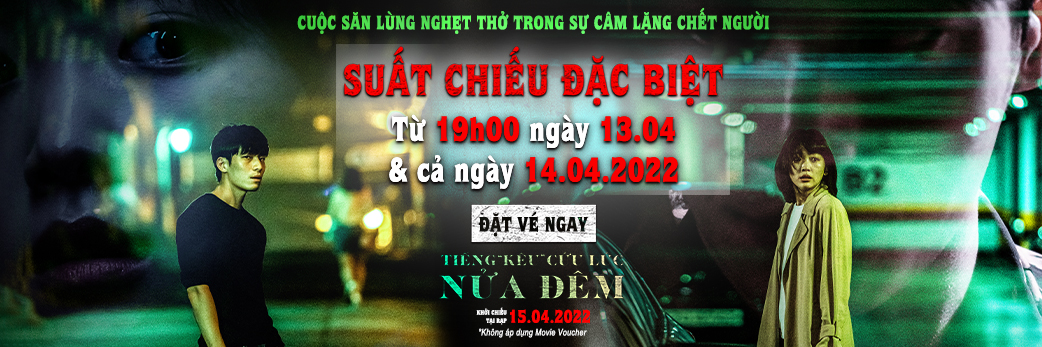 CUỘC SĂN LÙNG NGHẸT THỞ TRONG SỰ CÂM LẶNG CHẾT NGƯỜI
SUẤT CHIẾU ĐẶC BIỆT
Từ 19h00 ngày 13.04
& cả ngày 14.04.2022
ĐẶT VÉ NGAY
TIẾNG "KÊU" CỨU LÚC
NỬA ĐÊM
KHỞI CHIẾU
TẠI RẠP 15.04.2022
*Không áp dụng Movie Voucher